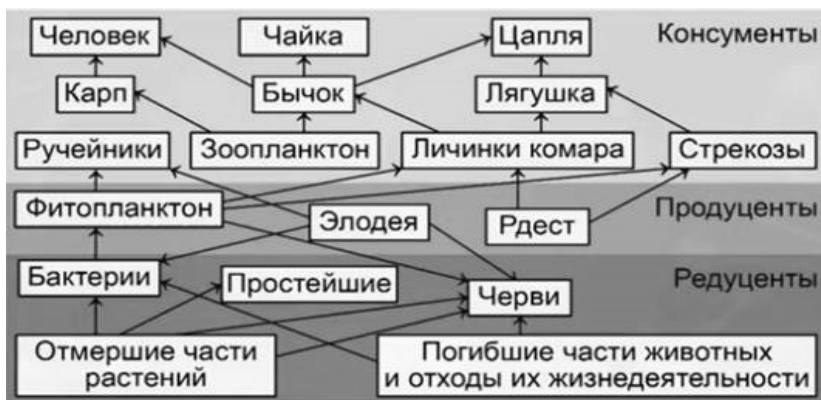 Человек
Чайка
Цапля
Консументы
Карп
Бычок
Лягушка
Ручейники
Зоопланктон
Личинки комара
Стрекозы
Фитопланктон
Элодея
Рдест
Продуценты
Бактерии
Простейшие
Черви
Редуценты
Отмершие части
растений
Погибшие части животных
и отходы их жизнедеятельности